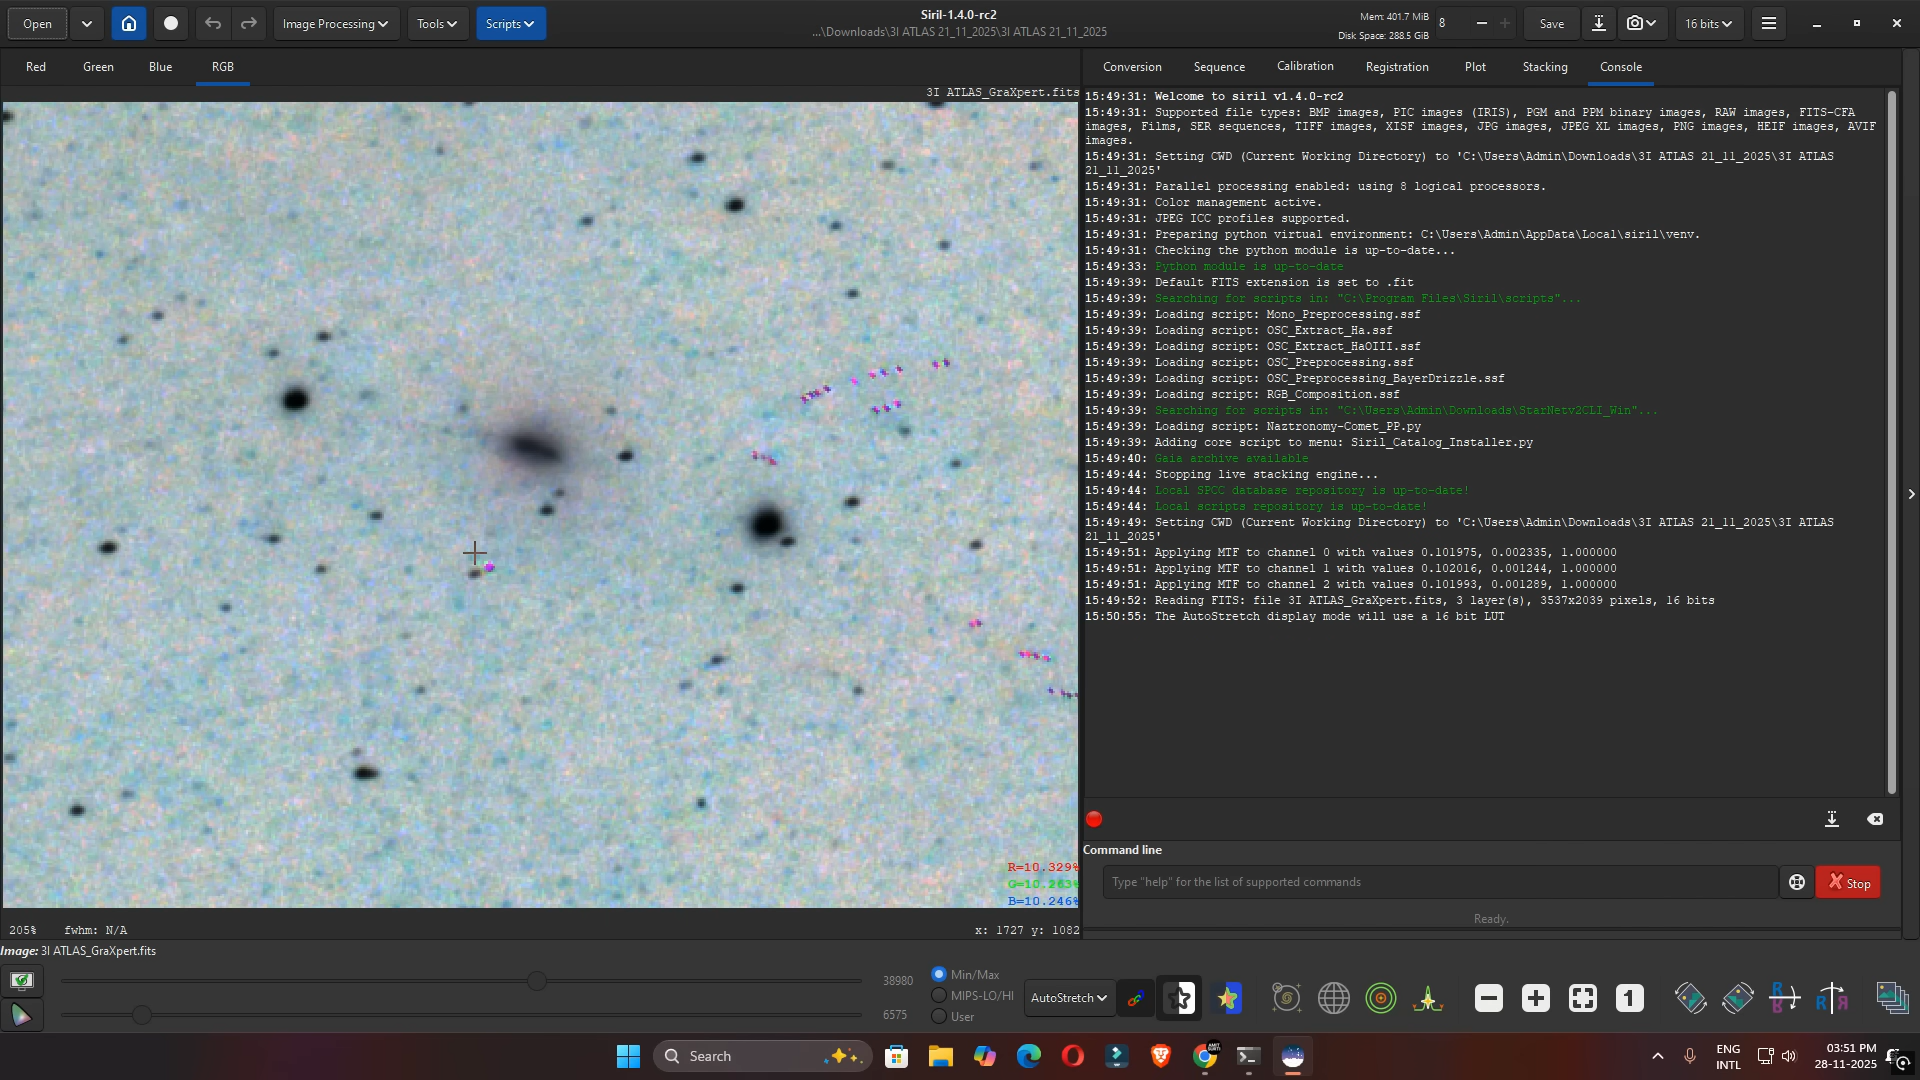 Open
Image Processing
Tools
Scripts
Siril-1.4.0-rc2
...\Downloads\3I ATLAS 21_11_2025\3I ATLAS 21_11_2025
Mem: 401.7 MiB
Disk Space: 288.5 GiB
8
Save
16 bits
Red
Green
Blue
RGB
3I ATLAS_GraXpert.fits
Conversion
Sequence
Calibration
Registration
Plot
Stacking
Console
15:49:31: Welcome to siril v1.4.0-rc2
15:49:31: Supported file types: BMP images, PIC images (IRIS), PGM and PPM binary images, RAW images, FITS-CFA
images, Films, SER sequences, TIFF images, XISF images, JPG images, JPEG XL images, PNG images, HEIF images, AVIF
images.
15:49:31: Setting CWD (Current Working Directory) to 'C:\Users\Admin\Downloads\3I ATLAS 21_11_2025\3I ATLAS
21_11_2025'
15:49:31: Parallel processing enabled: using 8 logical processors.
15:49:31: Color management active.
15:49:31: JPEG ICC profiles supported.
15:49:31: Preparing python virtual environment: C:\Users\Admin\AppData\Local\siril\venv.
15:49:31: Checking the python module is up-to-date...
15:49:33: Python module is up-to-date
15:49:39: Default FITS extension is set to .fit
15:49:39: Searching for scripts in: "C:\Program Files\Siril\scripts"...
15:49:39: Loading script: Mono_Preprocessing.ssf
15:49:39: Loading script: OSC_Extract_Ha.ssf
15:49:39: Loading script: OSC_Extract_HaOIII.ssf
15:49:39: Loading script: OSC_Preprocessing.ssf
15:49:39: Loading script: OSC_Preprocessing_BayerDrizzle.ssf
15:49:39: Loading script: RGB_Composition.ssf
15:49:39: Searching for scripts in: "C:\Users\Admin\Downloads\StarNetv2CLI_Win"...
15:49:39: Loading script: Naztronomy-Comet_PP.py
15:49:39: Adding core script to menu: Siril_Catalog_Installer.py
15:49:40: Gaia archive available
15:49:44: Stopping live stacking engine...
15:49:44: Local SPCC database repository is up-to-date!
15:49:44: Local scripts repository is up-to-date!
15:49:49: Setting CWD (Current Working Directory) to 'C:\Users\Admin\Downloads\3I ATLAS 21_11_2025\3I ATLAS
21_11_2025'
15:49:51: Applying MTF to channel 0 with values 0.101975, 0.002335, 1.000000
15:49:51: Applying MTF to channel 1 with values 0.102016, 0.001244, 1.000000
15:49:51: Applying MTF to channel 2 with values 0.101993, 0.001289, 1.000000
15:49:52: Reading FITS: file 3I ATLAS_GraXpert.fits, 3 layer(s), 3537x2039 pixels, 16 bits
15:50:55: The AutoStretch display mode will use a 16 bit LUT
R=10.329%
G=10.263%
B=10.246%
Command line
Type "help" for the list of supported commands
Stop
Ready.
205%
fwhm: N/A
x: 1727 y: 1082
Image: 3I ATLAS_GraXpert.fits
38980
6575
Min/Max
MIPS-LO/HI
User
AutoStretch
1
Search
ENG
INTL
03:51 PM
28-11-2025